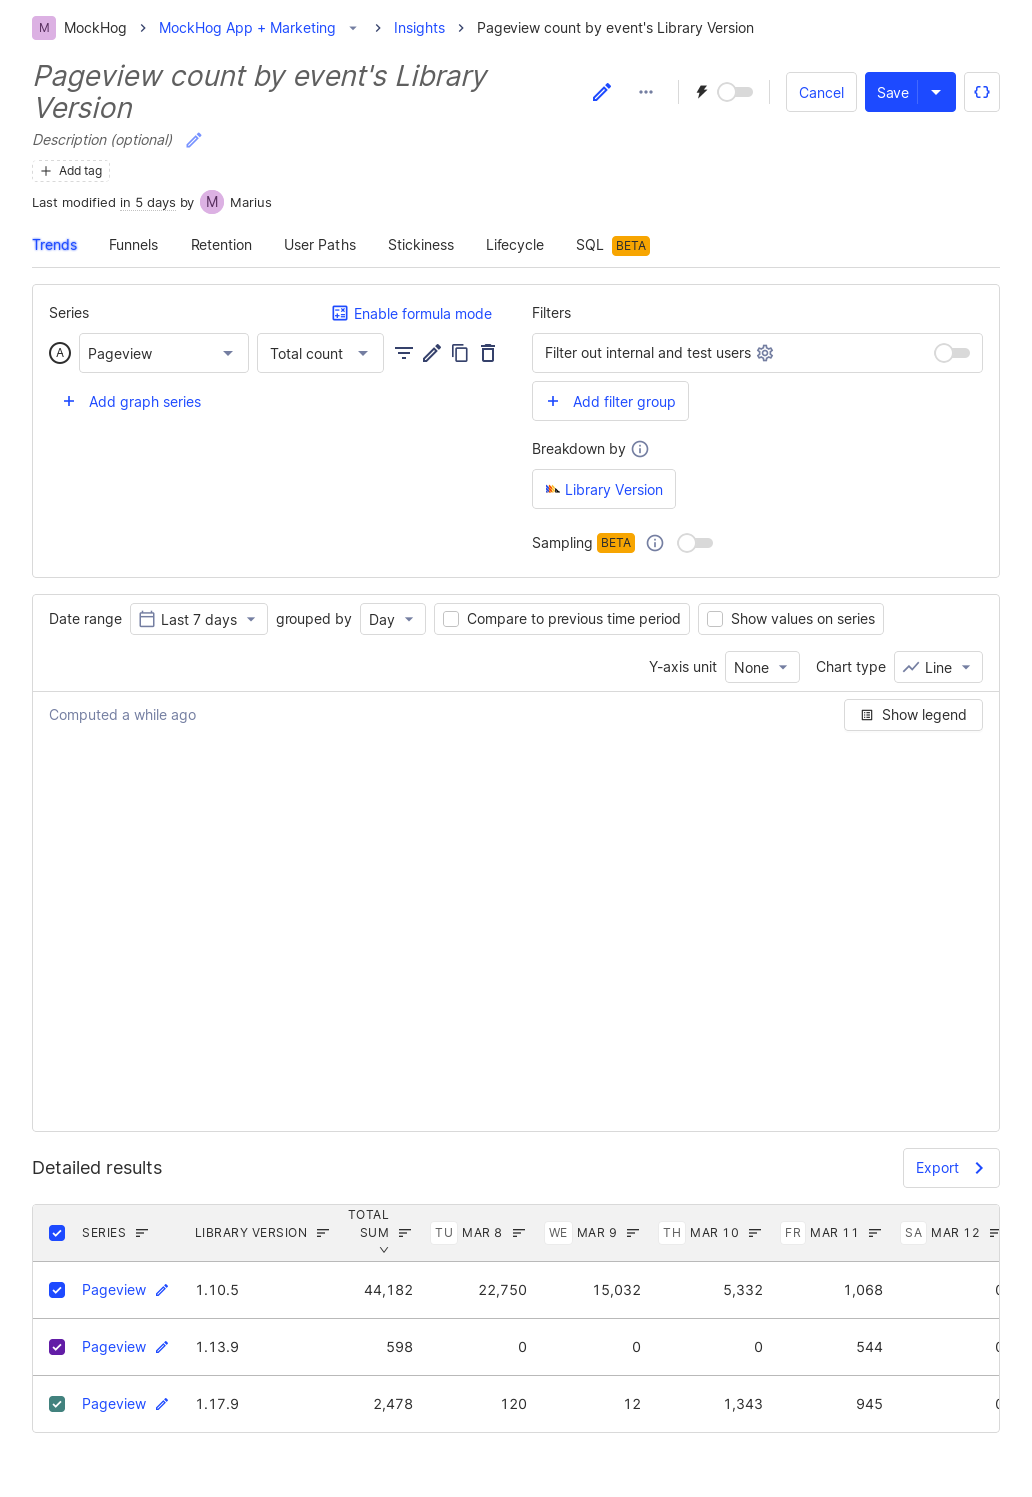 M MockHog MockHog App + Marketing Insights Pageview count by event's Library Version
Pageview count by event's Library
Version
Cancel Save
Description (optional)
Add tag
Last modified in 5 days by M Marius
Trends Funnels Retention User Paths Stickiness Lifecycle SQL BETA
Series Enable formula mode
A Pageview Total count
Add graph series
Filters
Filter out internal and test users
Add filter group
Breakdown by
Library Version
Sampling BETA
Date range Last 7 days grouped by Day Compare to previous time period Show values on series
Y-axis unit None Chart type Line
Computed a while ago Show legend
Detailed results Export
SERIES LIBRARY VERSION TOTAL SUM TU MAR 8 WE MAR 9 TH MAR 10 FR MAR 11 SA MAR 12
Pageview 1.10.5 44,182 22,750 15,032 5,332 1,068 0
Pageview 1.13.9 598 0 0 0 544 0
Pageview 1.17.9 2,478 120 12 1,343 945 0